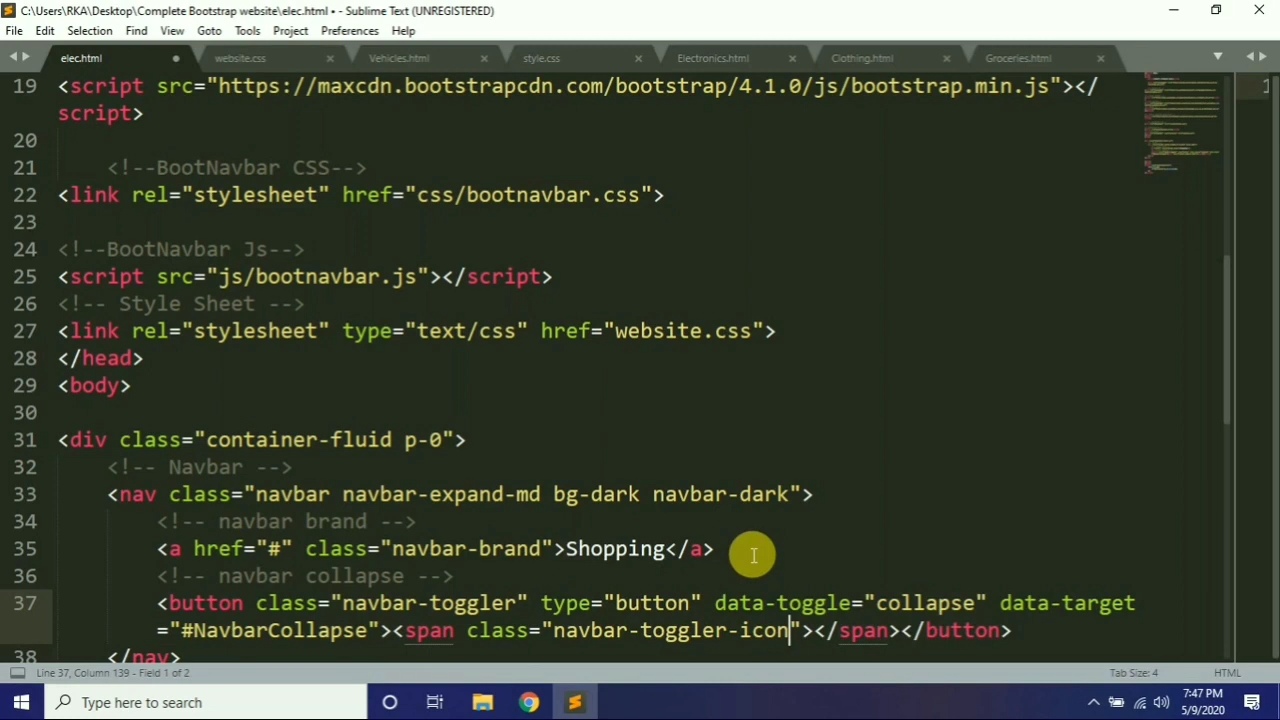 C:\Users\RKA\Desktop\Complete Bootstrap website\elec.html • - Sublime Text (UNREGISTERED)
File Edit Selection Find View Goto Tools Project Preferences Help
elec.html website.css Vehicles.html style.css Electronics.html Clothing.html Groceries.html
19 <script src="https://maxcdn.bootstrapcdn.com/bootstrap/4.1.0/js/bootstrap.min.js"></
script>
20
21 <!--BootNavbar CSS-->
22 <link rel="stylesheet" href="css/bootnavbar.css">
23
24 <!--BootNavbar Js-->
25 <script src="js/bootnavbar.js"></script>
26 <!-- Style Sheet -->
27 <link rel="stylesheet" type="text/css" href="website.css">
28 </head>
29 <body>
30
31 <div class="container-fluid p-0">
32 <!-- Navbar -->
33 <nav class="navbar navbar-expand-md bg-dark navbar-dark">
34 <!-- navbar brand -->
35 <a href="#" class="navbar-brand">Shopping</a>
36 <!-- navbar collapse -->
37 <button class="navbar-toggler" type="button" data-toggle="collapse" data-target
="#NavbarCollapse"><span class="navbar-toggler-icon"></span></button>
38 </nav>
1
Line 37, Column 139 - Field 1 of 2 Tab Size: 4 HTML
Type here to search
7:47 PM
5/9/2020